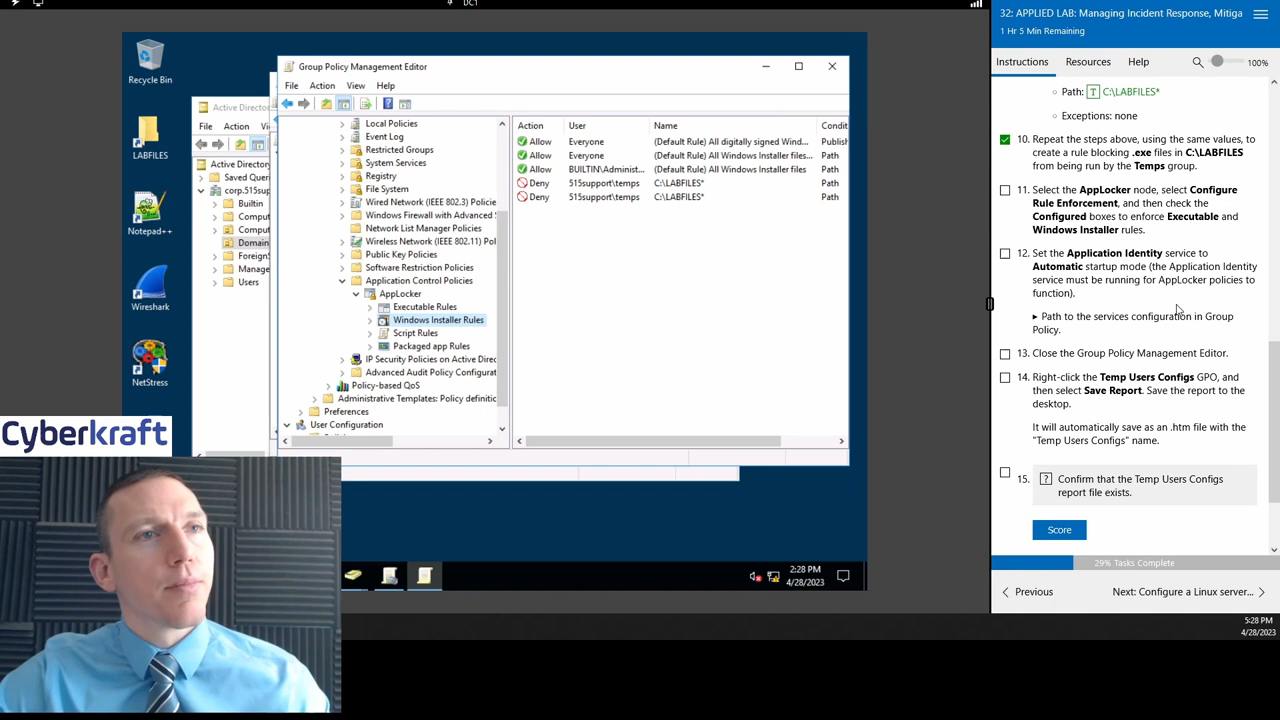 DC1
Recycle Bin
LABFILES
Notepad++
Wireshark
NetStress
Active Director
File
Action
Active Director
Saved Quer
corp.515sup
Builtin
Comput
Comput
Domain
ForeignS
Manage
Users
Group Policy Management Editor
File
Action
View
Help
Local Policies
Event Log
Restricted Groups
System Services
Registry
File System
Wired Network (IEEE 802.3) Policie
Windows Firewall with Advanced S
Network List Manager Policies
Wireless Network (IEEE 802.11) Pol
Public Key Policies
Software Restriction Policies
Application Control Policies
AppLocker
Executable Rules
Windows Installer Rules
Script Rules
Packaged app Rules
IP Security Policies on Active Direc
Advanced Audit Policy Configurat
Policy-based QoS
Administrative Templates: Policy definitic
Preferences
User Configuration
Action User Name Condit
Allow Everyone (Default Rule) All digitally signed Wind... Publish
Allow Everyone (Default Rule) All Windows Installer files... Path
Allow BUILTIN\Administ... (Default Rule) All Windows Installer files Path
Deny 515support\temps C:\LABFILES* Path
Deny 515support\temps C:\LABFILES* Path
2:28 PM
4/28/2023
Cyberkraft
32: APPLIED LAB: Managing Incident Response, Mitiga
1 Hr 5 Min Remaining
Instructions
Resources
Help
100%
Path: T C:\LABFILES*
Exceptions: none
10. Repeat the steps above, using the same values, to
create a rule blocking .exe files in C:\LABFILES
from being run by the Temps group.
11. Select the AppLocker node, select Configure
Rule Enforcement, and then check the
Configured boxes to enforce Executable and
Windows Installer rules.
12. Set the Application Identity service to
Automatic startup mode (the Application Identity
service must be running for AppLocker policies to
function).
Path to the services configuration in Group
Policy.
13. Close the Group Policy Management Editor.
14. Right-click the Temp Users Configs GPO, and
then select Save Report. Save the report to the
desktop.
It will automatically save as an .htm file with the
"Temp Users Configs" name.
15. ? Confirm that the Temp Users Configs
report file exists.
Score
29% Tasks Complete
Previous
Next: Configure a Linux server...
5:28 PM
4/28/2023